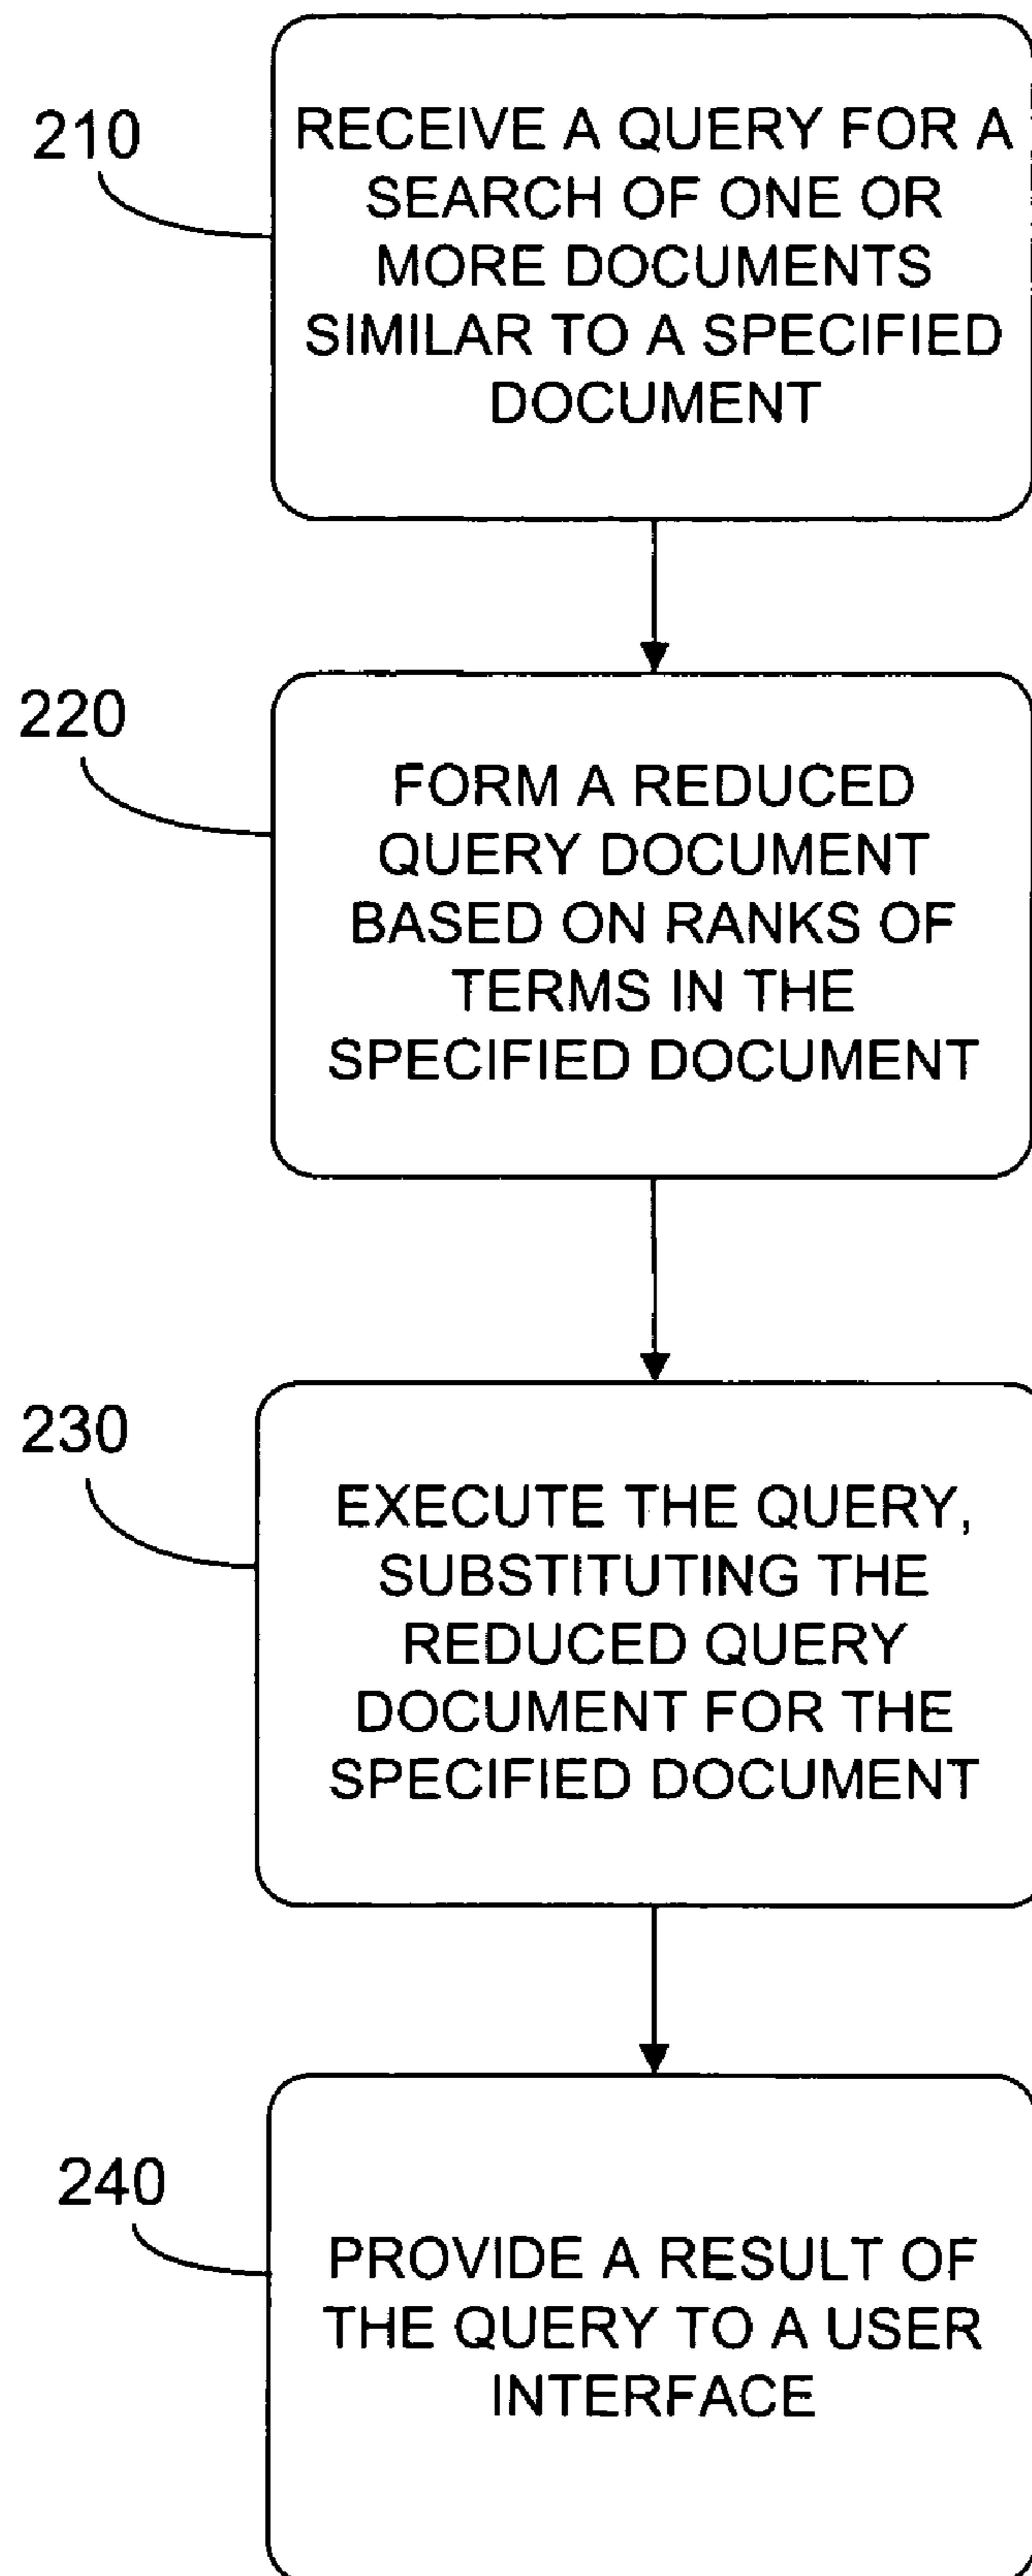 210
RECEIVE A QUERY FOR A
SEARCH OF ONE OR
MORE DOCUMENTS
SIMILAR TO A SPECIFIED
DOCUMENT
220
FORM A REDUCED
QUERY DOCUMENT
BASED ON RANKS OF
TERMS IN THE
SPECIFIED DOCUMENT
230
EXECUTE THE QUERY,
SUBSTITUTING THE
REDUCED QUERY
DOCUMENT FOR THE
SPECIFIED DOCUMENT
240
PROVIDE A RESULT OF
THE QUERY TO A USER
INTERFACE